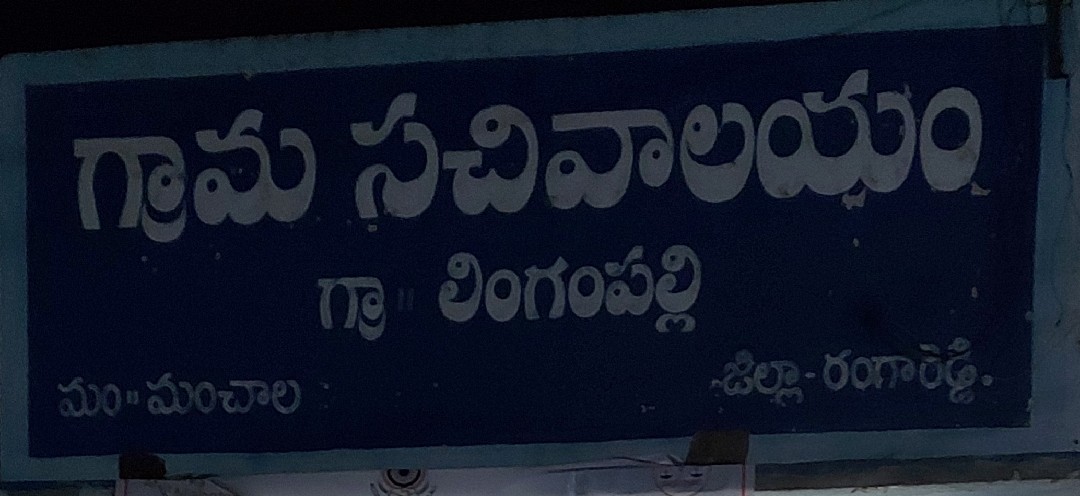 గ్రామ సచివాలయం
గ్రా" లింగంపల్లి
మం" మంచాల జిల్లా - రంగారెడ్డి.